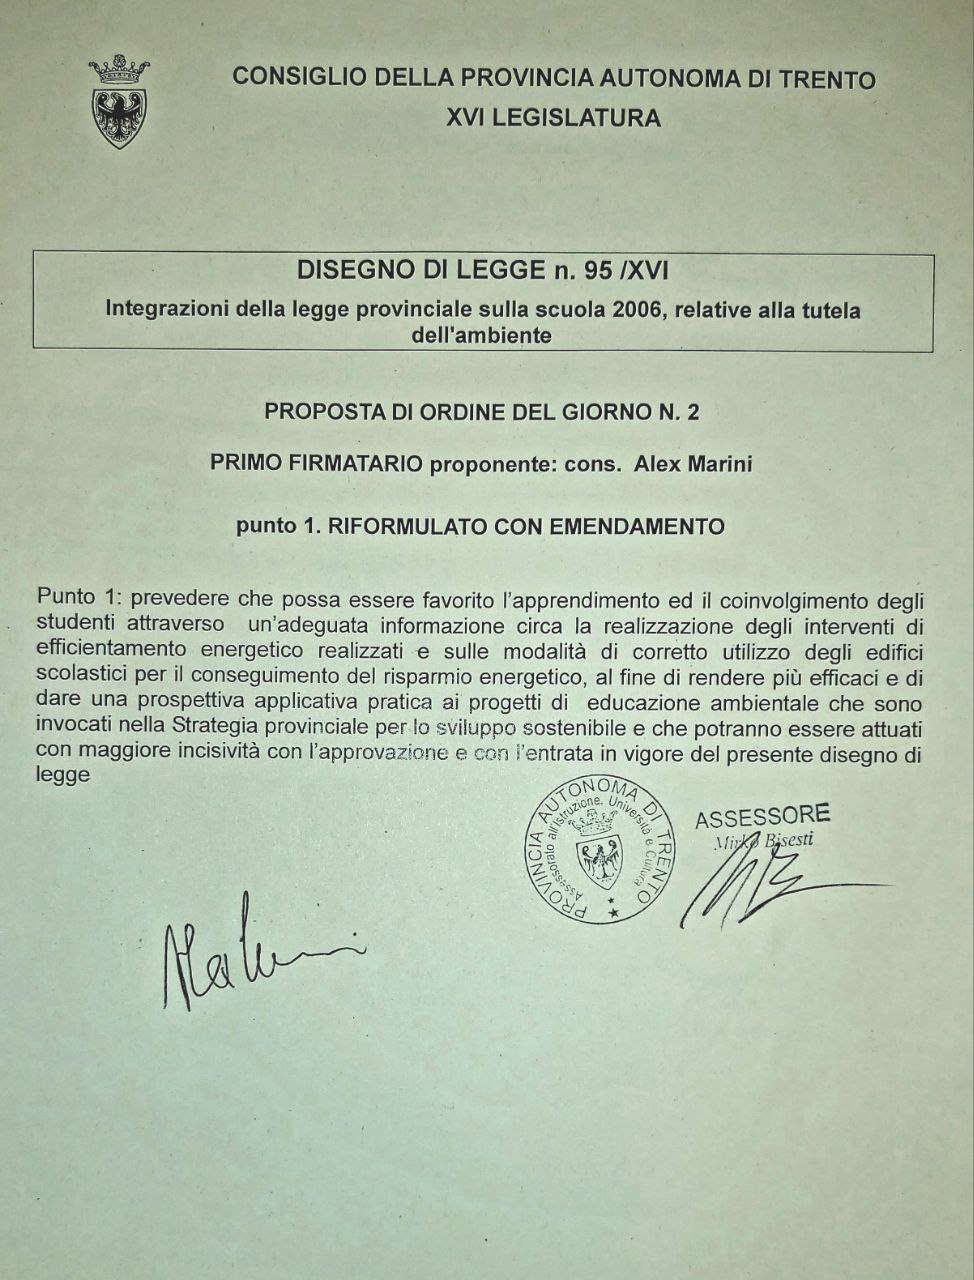 CONSIGLIO DELLA PROVINCIA AUTONOMA DI TRENTO
XVI LEGISLATURA
DISEGNO DI LEGGE n. 95 /XVI
Integrazioni della legge provinciale sulla scuola 2006, relative alla tutela
dell'ambiente
PROPOSTA DI ORDINE DEL GIORNO N. 2
PRIMO FIRMATARIO proponente: cons. Alex Marini
punto 1. RIFORMULATO CON EMENDAMENTO
Punto 1: prevedere che possa essere favorito l'apprendimento ed il coinvolgimento degli
studenti attraverso un'adeguata informazione circa la realizzazione degli interventi di
efficientamento energetico realizzati e sulle modalità di corretto utilizzo degli edifici
scolastici per il conseguimento del risparmio energetico, al fine di rendere più efficaci e di
dare una prospettiva applicativa pratica ai progetti di educazione ambientale che sono
invocati nella Strategia provinciale per lo sviluppo sostenibile e che potranno essere attuati
con maggiore incisività con l'approvazione e con l'entrata in vigore del presente disegno di
legge
PROVINCIA AUTONOMA DI TRENTO
Assessorato all'Istruzione, Università e Cultura
ASSESSORE
Mirko Bisesti